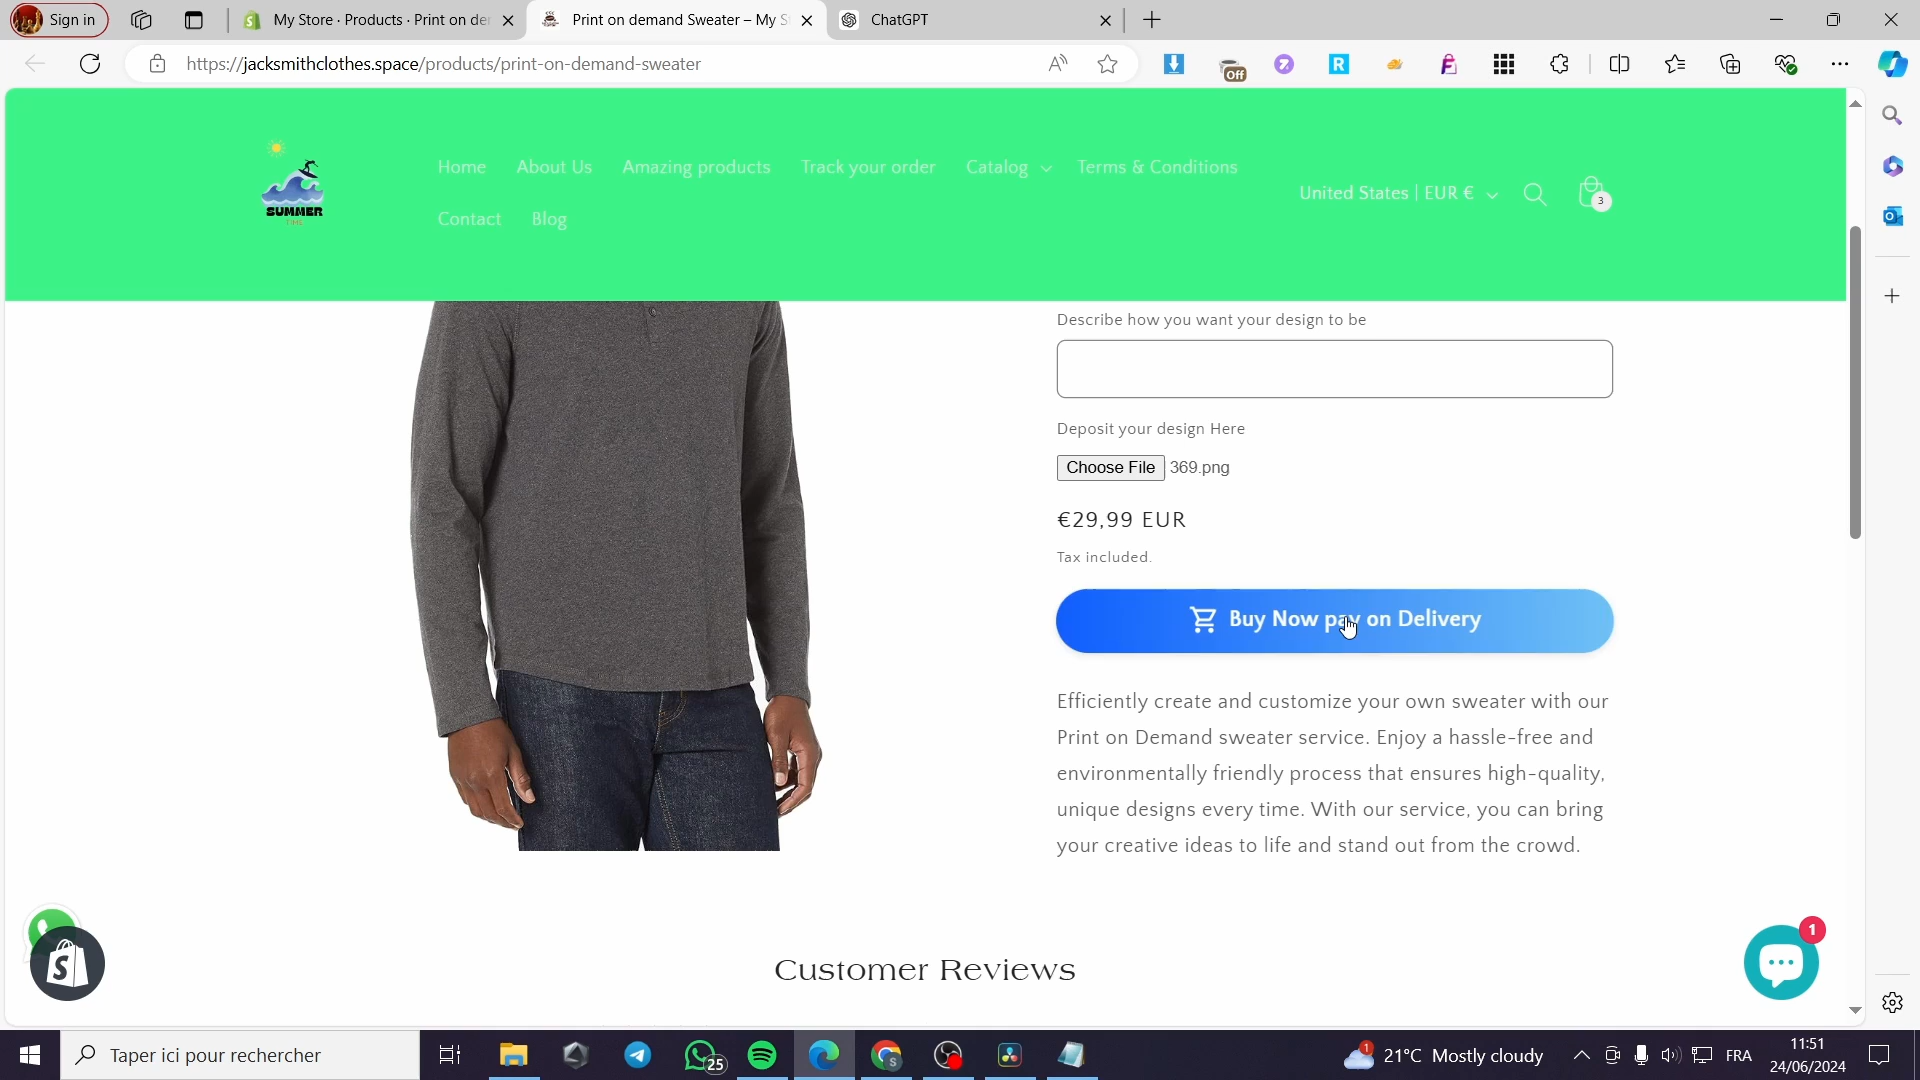 Sign in
My Store · Products · Print on de
Print on demand Sweater – My S
ChatGPT
https://jacksmithclothes.space/products/print-on-demand-sweater
Off
SUMMER
TIME
Home
About Us
Amazing products
Track your order
Catalog
Terms & Conditions
Contact
Blog
United States | EUR €
3
Describe how you want your design to be
Deposit your design Here
Choose File 369.png
€29,99 EUR
Tax included.
Buy Now pay on Delivery
Efficiently create and customize your own sweater with our
Print on Demand sweater service. Enjoy a hassle-free and
environmentally friendly process that ensures high-quality,
unique designs every time. With our service, you can bring
your creative ideas to life and stand out from the crowd.
Customer Reviews
1
Taper ici pour rechercher
25
1
21°C Mostly cloudy
FRA
11:51
24/06/2024